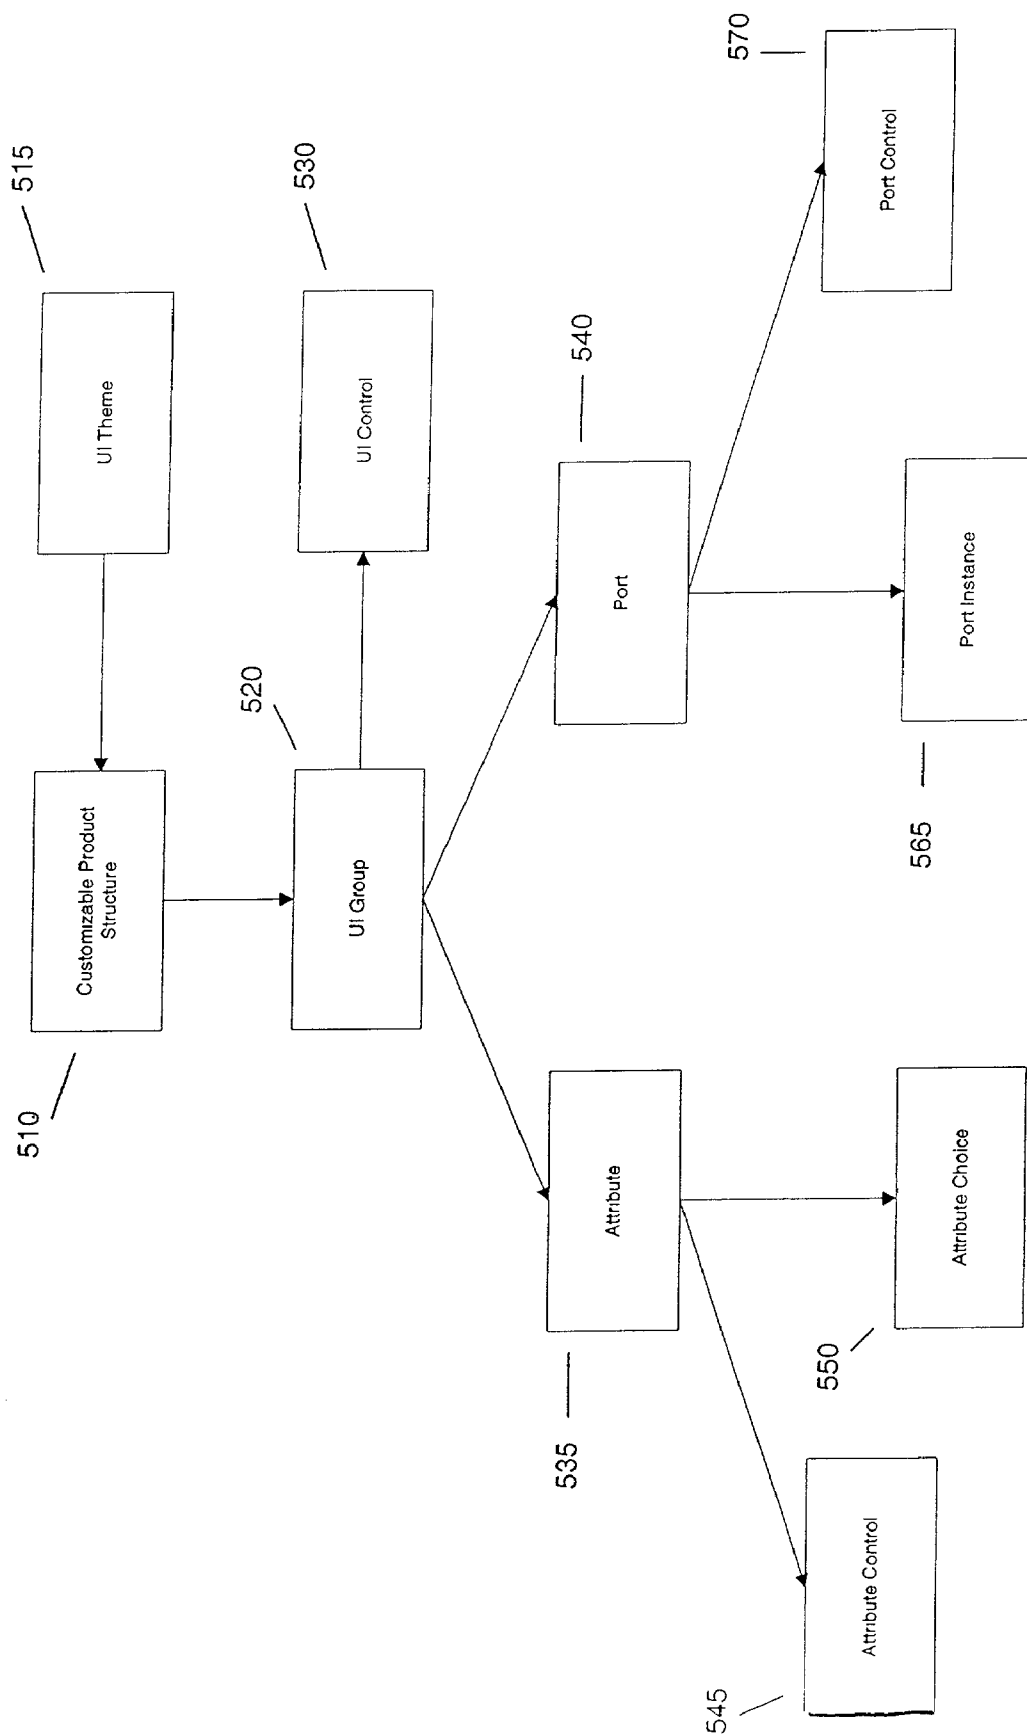 510
Customizable Product
Structure
UI Theme
515
520
UI Group
UI Control
530
535
Attribute
Port
540
545
Attribute Control
550
Attribute Choice
565
Port Instance
Port Control
570